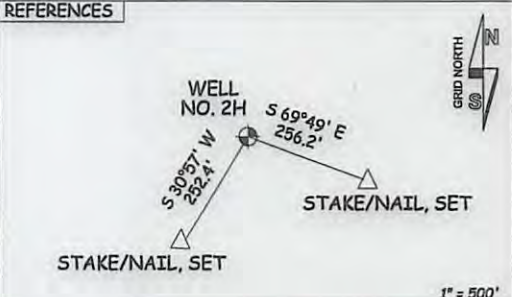 REFERENCES
N
GRID NORTH
S
WELL
NO. 2H
S 69°49' E
256.2'
S 30°57' W
252.4'
STAKE/NAIL, SET
STAKE/NAIL, SET
1" = 500'